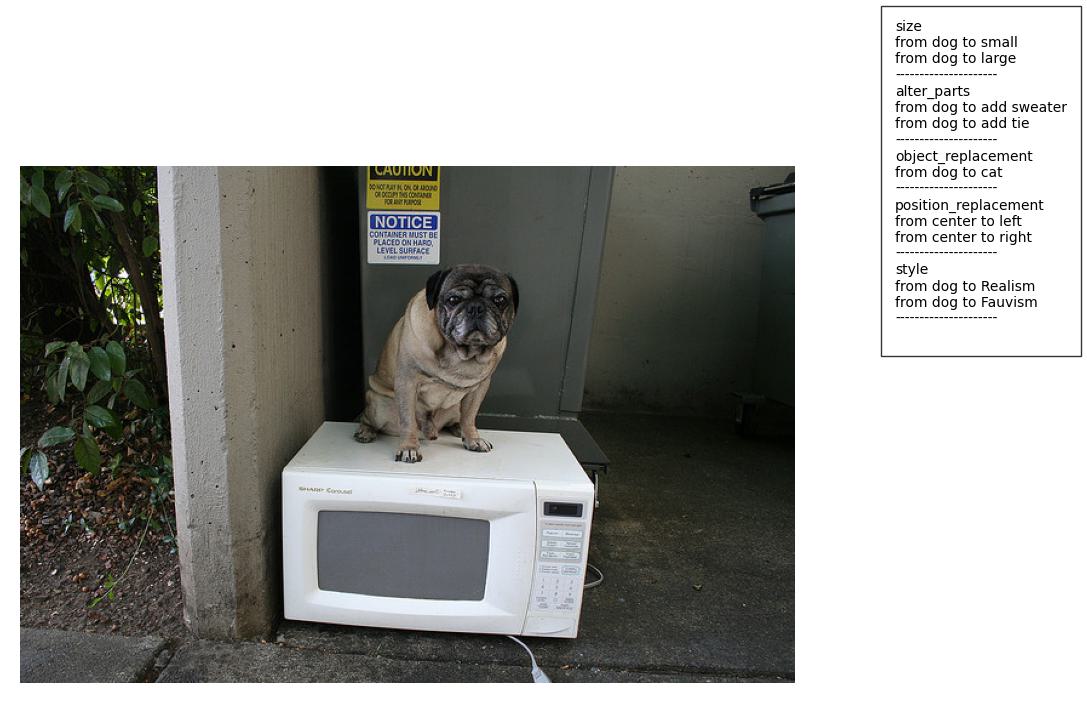 size
from dog to small
from dog to large
---------------------
alter_parts
from dog to add sweater
from dog to add tie
---------------------
object_replacement
from dog to cat
---------------------
position_replacement
from center to left
from center to right
---------------------
style
from dog to Realism
from dog to Fauvism
---------------------
CAUTION
DO NOT PLAY IN, ON, OR AROUND
OR OCCUPY THIS CONTAINER
FOR ANY PURPOSE
NOTICE
CONTAINER MUST BE
PLACED ON HARD,
LEVEL SURFACE
LOAD UNIFORMLY
SHARP Carousel